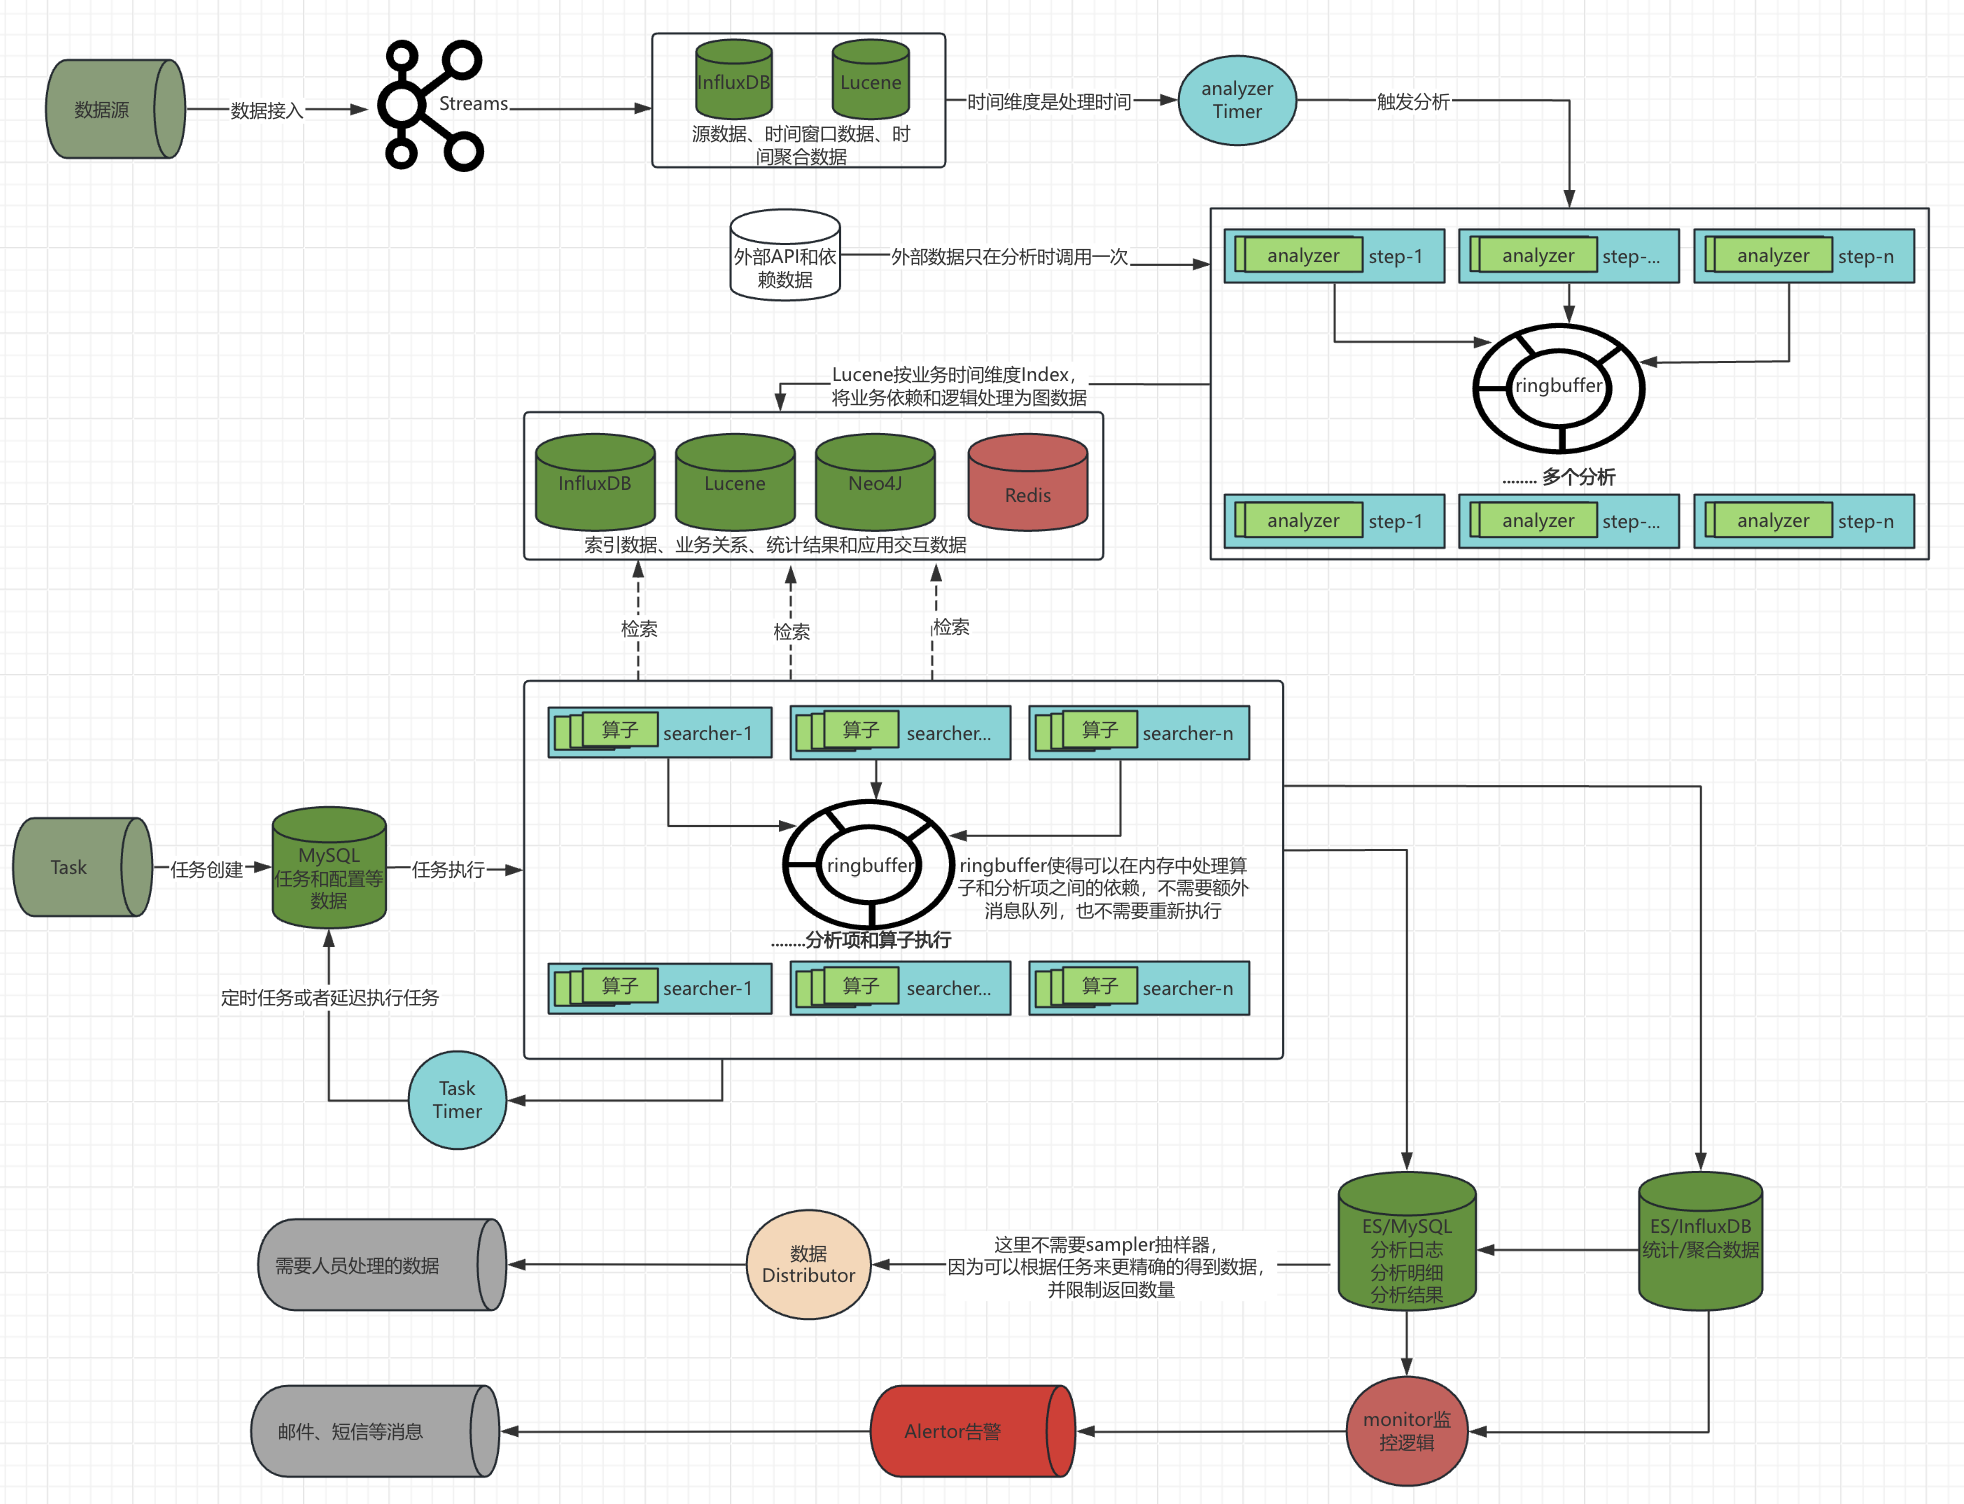 数据源
数据接入
Streams
InfluxDB
Lucene
源数据、时间窗口数据、时
间聚合数据
时间维度是处理时间
analyzer
Timer
触发分析
外部API和依
赖数据
外部数据只在分析时调用一次
analyzer
step-1
analyzer
step-...
analyzer
step-n
ringbuffer
........ 多个分析
analyzer
step-1
analyzer
step-...
analyzer
step-n
Lucene按业务时间维度Index，
将业务依赖和逻辑处理为图数据
InfluxDB
Lucene
Neo4J
Redis
索引数据、业务关系、统计结果和应用交互数据
检索
检索
检索
算子
searcher-1
算子
searcher...
算子
searcher-n
ringbuffer
ringbuffer使得可以在内存中处理算
子和分析项之间的依赖，不需要额外
消息队列，也不需要重新执行
........分析项和算子执行
算子
searcher-1
算子
searcher...
算子
searcher-n
Task
任务创建
MySQL
任务和配置等
数据
任务执行
定时任务或者延迟执行任务
Task
Timer
ES/MySQL
分析日志
分析明细
分析结果
ES/InfluxDB
统计/聚合数据
这里不需要sampler抽样器，
因为可以根据任务来更精确的得到数据，
并限制返回数量
数据
Distributor
需要人员处理的数据
monitor监
控逻辑
Alertor告警
邮件、短信等消息